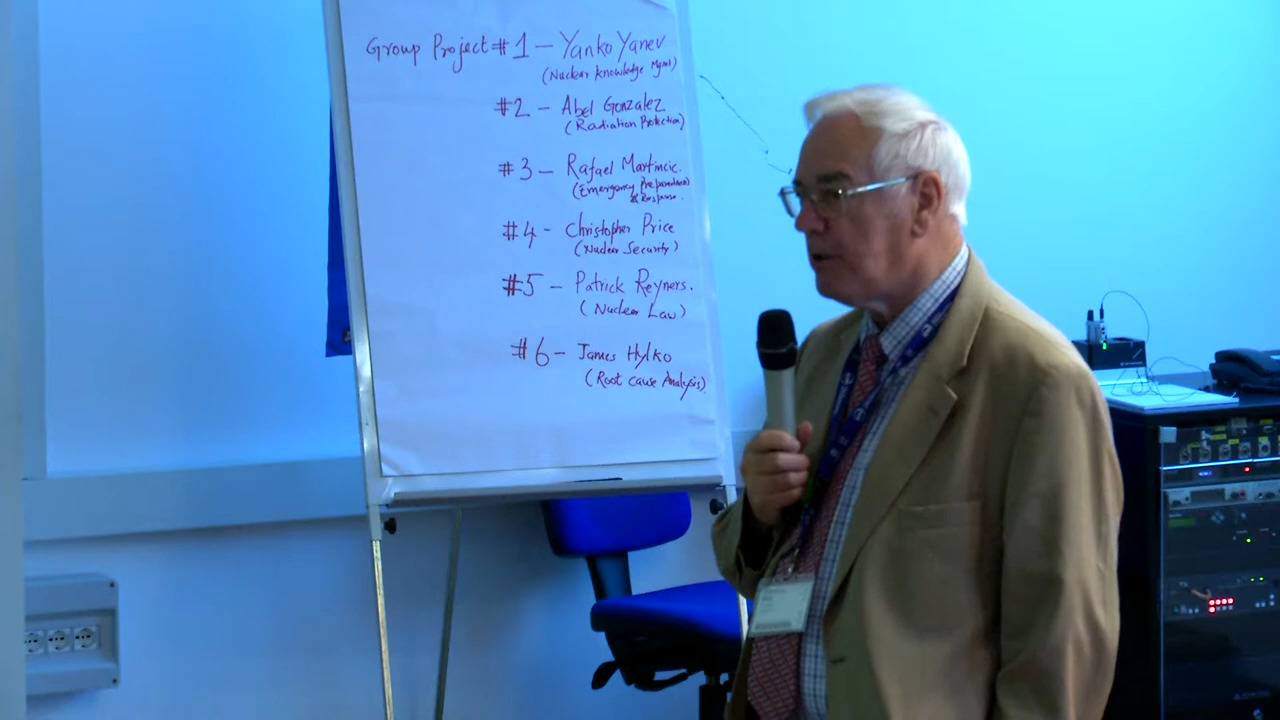 Group Project #1 – Yanko Yanev
(Nuclear Knowledge Mgmt)
#2 – Abel Gonzalez
(Radiation Protection)
#3 – Rafael Martincic.
(Emergency Preparedness
& Response.
#4 - Christopher Price
(Nuclear Security)
#5 – Patrick Reyners.
(Nuclear Law)
#6 – James Hylko
(Root cause Analysis)